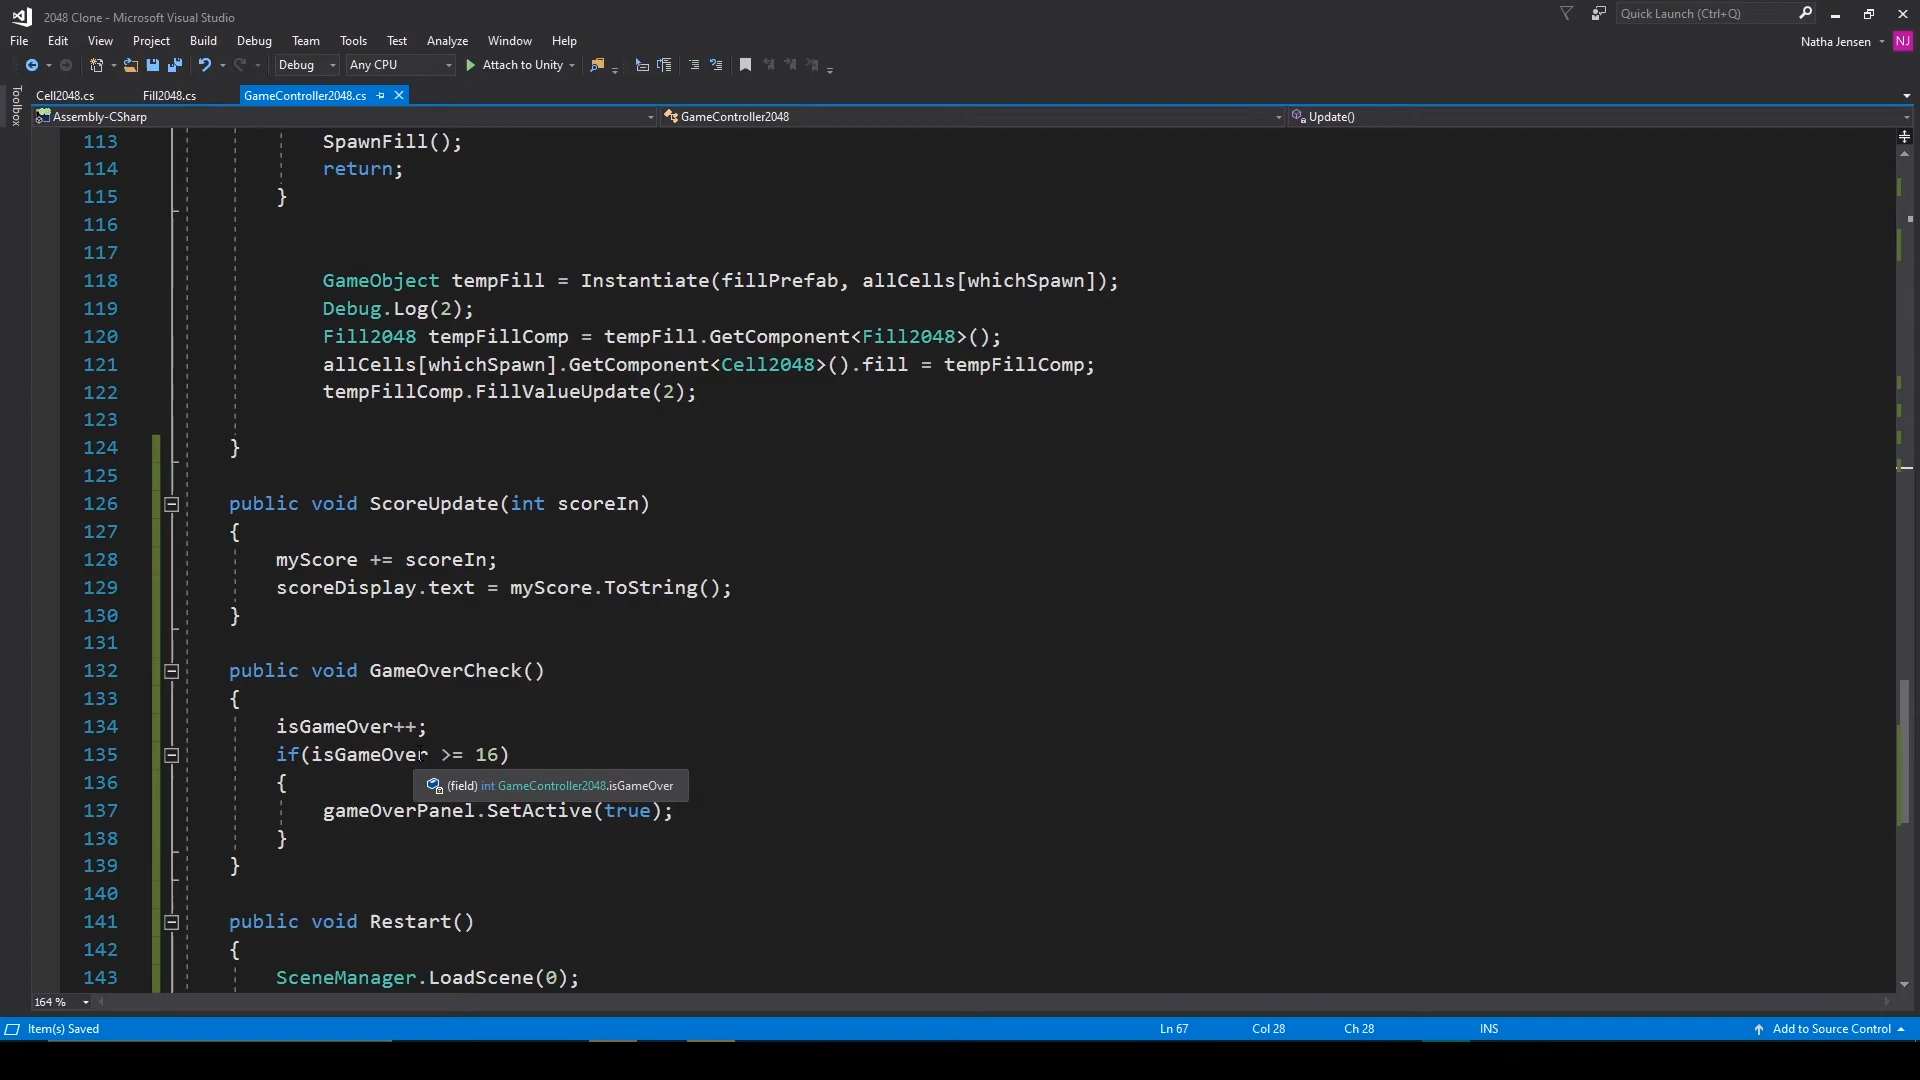 2048 Clone - Microsoft Visual Studio
Quick Launch (Ctrl+Q)
File Edit View Project Build Debug Team Tools Test Analyze Window Help
Natha Jensen NJ
Debug Any CPU Attach to Unity
Toolbox
Cell2048.cs Fill2048.cs GameController2048.cs
Assembly-CSharp GameController2048 Update()
113 SpawnFill();
114 return;
115 }
116
117
118 GameObject tempFill = Instantiate(fillPrefab, allCells[whichSpawn]);
119 Debug.Log(2);
120 Fill2048 tempFillComp = tempFill.GetComponent<Fill2048>();
121 allCells[whichSpawn].GetComponent<Cell2048>().fill = tempFillComp;
122 tempFillComp.FillValueUpdate(2);
123
124 }
125
126 public void ScoreUpdate(int scoreIn)
127 {
128 myScore += scoreIn;
129 scoreDisplay.text = myScore.ToString();
130 }
131
132 public void GameOverCheck()
133 {
134 isGameOver++;
135 if(isGameOver >= 16)
136 {
(field) int GameController2048.isGameOver
137 gameOverPanel.SetActive(true);
138 }
139 }
140
141 public void Restart()
142 {
143 SceneManager.LoadScene(0);
164 %
Item(s) Saved Ln 67 Col 28 Ch 28 INS Add to Source Control